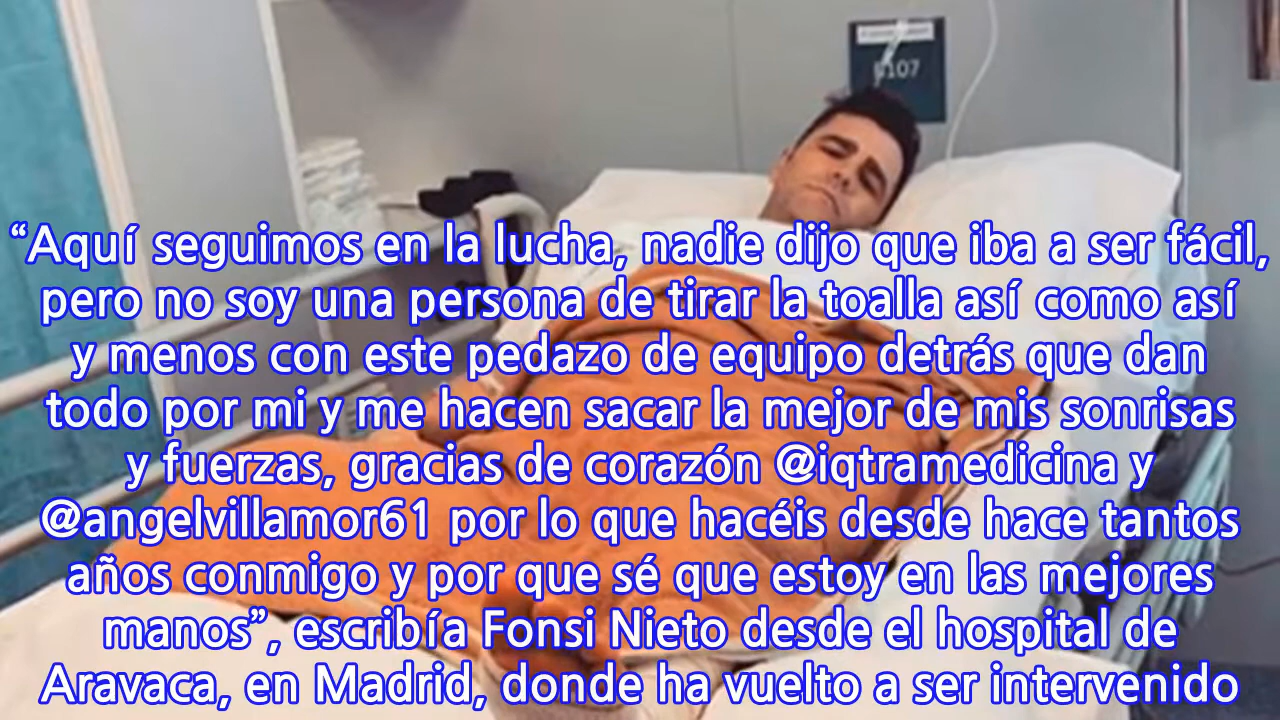 107
“Aquí seguimos en la lucha, nadie dijo que iba a ser fácil,
pero no soy una persona de tirar la toalla así como así
y menos con este pedazo de equipo detrás que dan
todo por mi y me hacen sacar la mejor de mis sonrisas
y fuerzas, gracias de corazón @iqtramedicina y
@angelvillamor61 por lo que hacéis desde hace tantos
años conmigo y por que sé que estoy en las mejores
manos”, escribía Fonsi Nieto desde el hospital de
Aravaca, en Madrid, donde ha vuelto a ser intervenido